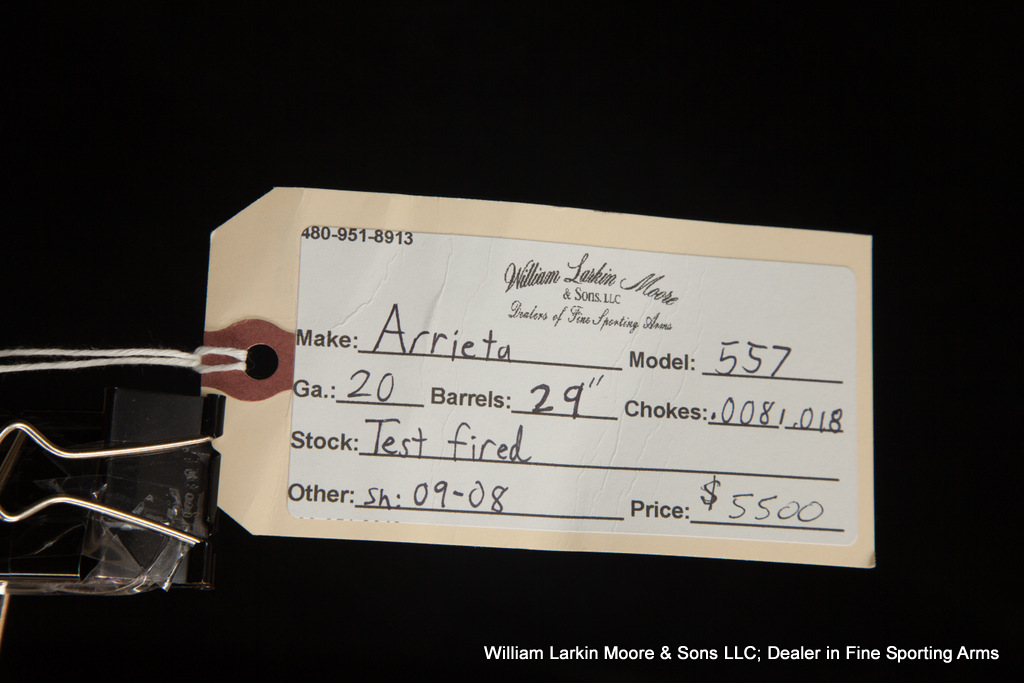 480-951-8913
William Larkin Moore
& Sons, LLC
Dealers of Fine Sporting Arms
Make: Arrieta Model: 557
Ga.: 20 Barrels: 29" Chokes: .008/.018
Stock: Test fired
Other: sn: 09-08 Price: $5500
William Larkin Moore & Sons LLC; Dealer in Fine Sporting Arms